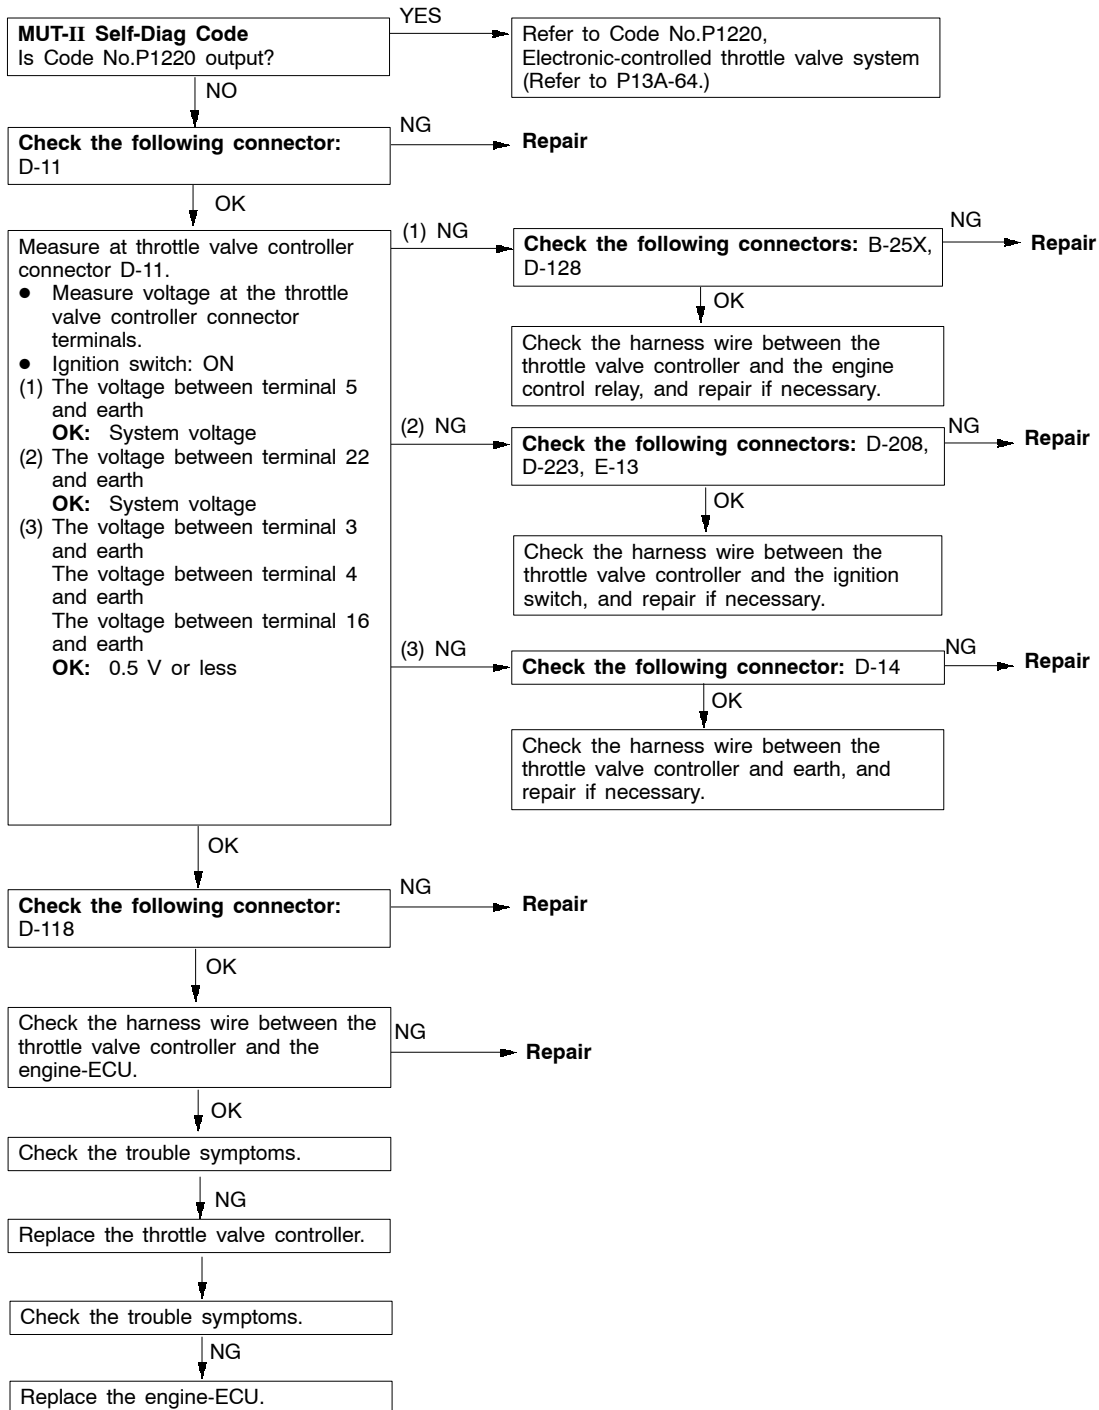 MUT-II Self-Diag Code
Is Code No.P1220 output?
YES
Refer to Code No.P1220,
Electronic-controlled throttle valve system
(Refer to P13A-64.)
NO
Check the following connector:
D-11
NG
Repair
OK
Measure at throttle valve controller
connector D-11.
● Measure voltage at the throttle
valve controller connector
terminals.
● Ignition switch: ON
(1) The voltage between terminal 5
and earth
OK: System voltage
(2) The voltage between terminal 22
and earth
OK: System voltage
(3) The voltage between terminal 3
and earth
The voltage between terminal 4
and earth
The voltage between terminal 16
and earth
OK: 0.5 V or less
(1) NG
Check the following connectors: B-25X,
D-128
NG
Repair
OK
Check the harness wire between the
throttle valve controller and the engine
control relay, and repair if necessary.
(2) NG
Check the following connectors: D-208,
D-223, E-13
NG
Repair
OK
Check the harness wire between the
throttle valve controller and the ignition
switch, and repair if necessary.
(3) NG
Check the following connector: D-14
NG
Repair
OK
Check the harness wire between the
throttle valve controller and earth, and
repair if necessary.
OK
Check the following connector:
D-118
NG
Repair
OK
Check the harness wire between the
throttle valve controller and the
engine-ECU.
NG
Repair
OK
Check the trouble symptoms.
NG
Replace the throttle valve controller.
Check the trouble symptoms.
NG
Replace the engine-ECU.